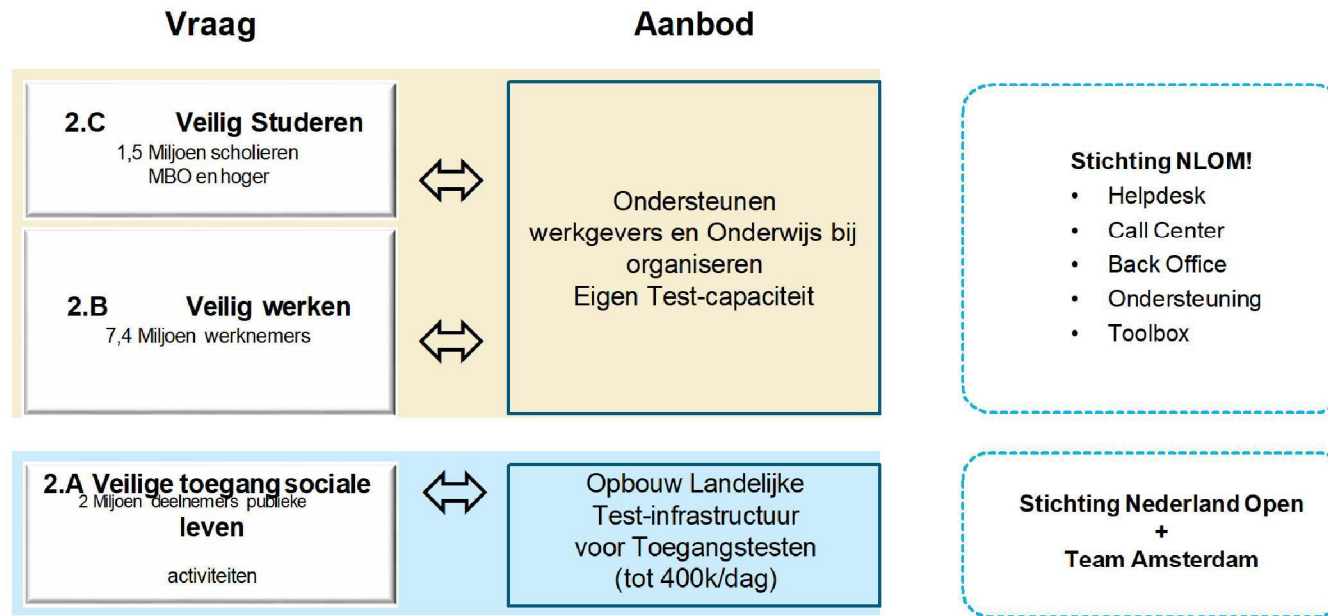 Vraag
Aanbod
2.C Veilig Studeren
1,5 Miljoen scholieren
MBO en hoger
2.B Veilig werken
7,4 Miljoen werknemers
Ondersteunen
werkgevers en Onderwijs bij
organiseren
Eigen Test-capaciteit
Stichting NLOM!
• Helpdesk
• Call Center
• Back Office
• Ondersteuning
• Toolbox
2.A Veilige toegang sociale
2 Miljoen deelnemers publieke
leven
activiteiten
Opbouw Landelijke
Test-infrastructuur
voor Toegangstesten
(tot 400k/dag)
Stichting Nederland Open
+
Team Amsterdam